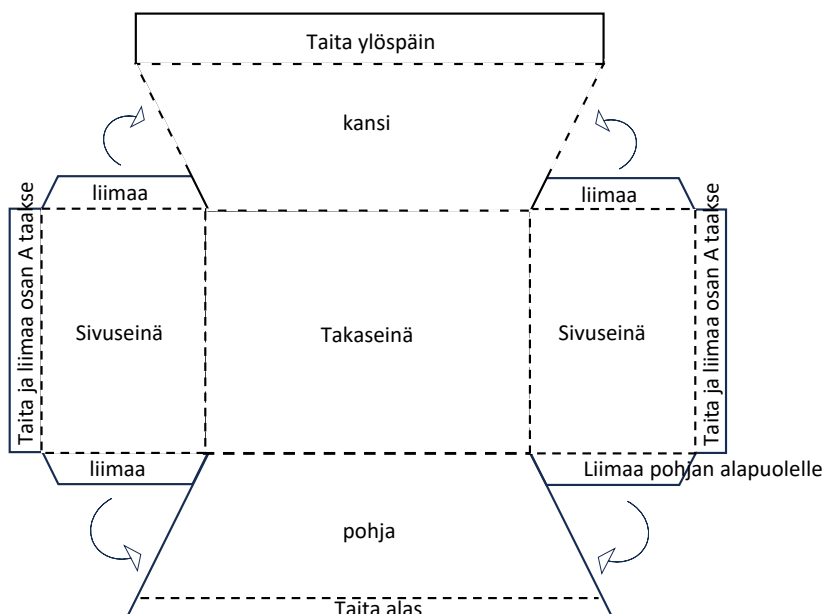 Taita ylöspäin
kansi
liimaa
liimaa
Taita ja liimaa osan A taakse
Sivuseinä
Takaseinä
Sivuseinä
Taita ja liimaa osan A taakse
liimaa
Liimaa pohjan alapuolelle
pohja
Taita alas